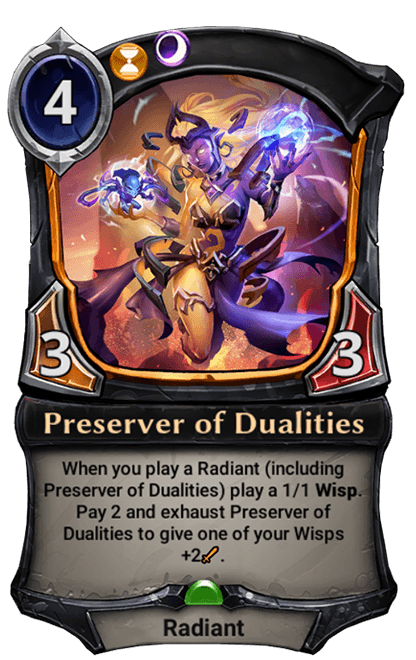 4
3
3
Preserver of Dualities
When you play a Radiant (including
Preserver of Dualities) play a 1/1 Wisp.
Pay 2 and exhaust Preserver of
Dualities to give one of your Wisps
+2.
Radiant